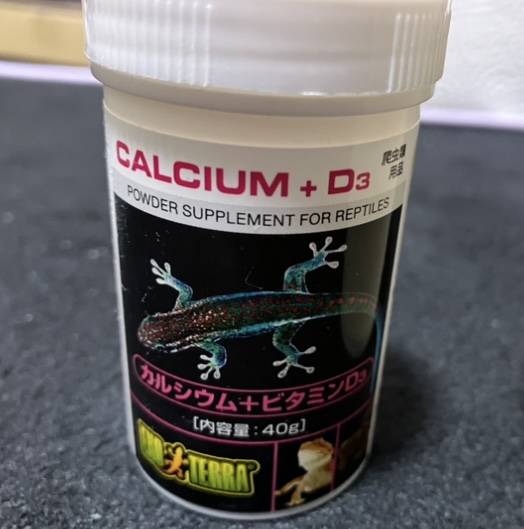 CALCIUM + D3
爬虫類
用品
POWDER SUPPLEMENT FOR REPTILES
カルシウム+ビタミンD3
[内容量:40g]
EXO TERRA